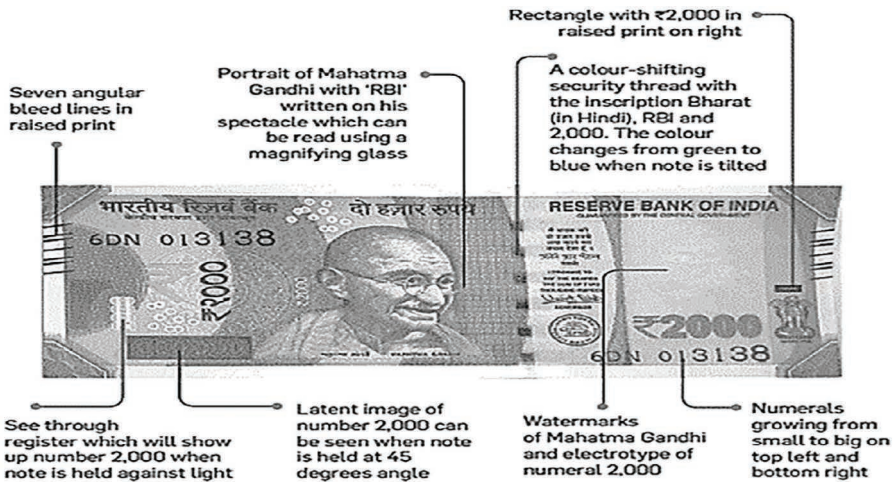 Rectangle with ₹2,000 in
raised print on right
Seven angular
bleed lines in
raised print
Portrait of Mahatma
Gandhi with ‘RBI’
written on his
spectacle which can
be read using a
magnifying glass
A colour-shifting
security thread with
the inscription Bharat
(in Hindi), RBI and
2,000. The colour
changes from green to
blue when note is tilted
भारतीय रिज़र्व बैंक
दो हज़ार रुपये
RESERVE BANK OF INDIA
GUARANTEED BY THE CENTRAL GOVERNMENT
6DN 013138
₹2000
6DN 013138
See through
register which will show
up number 2,000 when
note is held against light
Latent image of
number 2,000 can
be seen when note
is held at 45
degrees angle
Watermarks
of Mahatma Gandhi
and electrotype of
numeral 2,000
Numerals
growing from
small to big on
top left and
bottom right